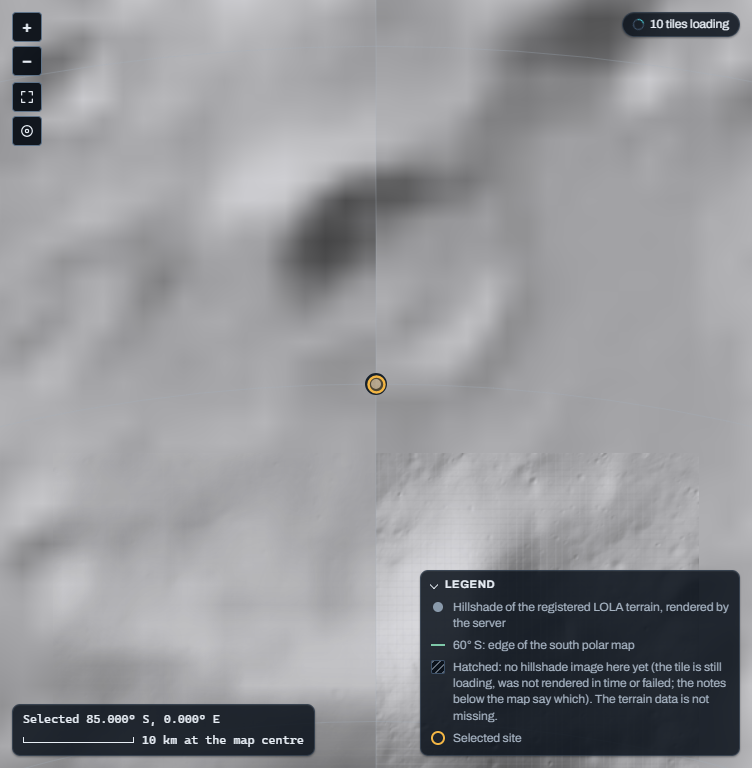 +
10 tiles loading
−
LEGEND
Hillshade of the registered LOLA terrain, rendered by
the server
60° S: edge of the south polar map
Hatched: no hillshade image here yet (the tile is still
loading, was not rendered in time or failed; the notes
below the map say which). The terrain data is not
missing.
Selected site
Selected 85.000° S, 0.000° E
10 km at the map centre